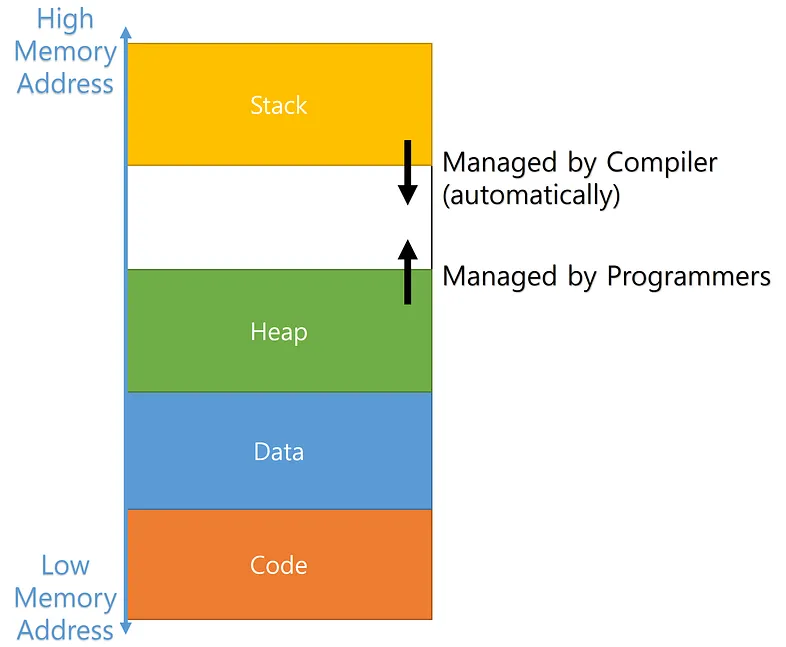 High
Memory
Address
Stack
Managed by Compiler
(automatically)
Managed by Programmers
Heap
Data
Code
Low
Memory
Address